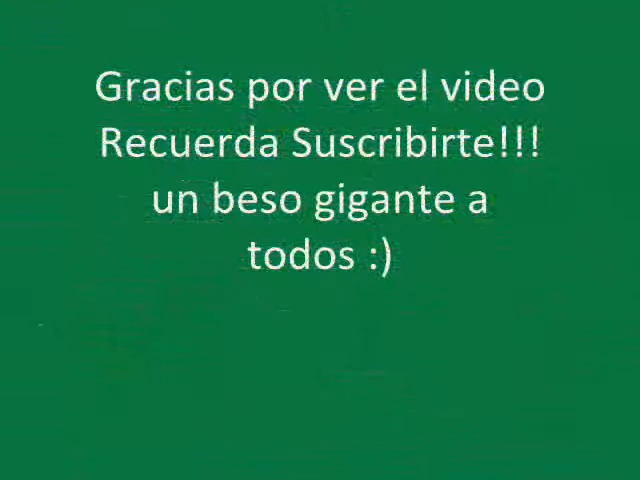 Gracias por ver el video
Recuerda Suscribirte!!!
un beso gigante a
todos :)